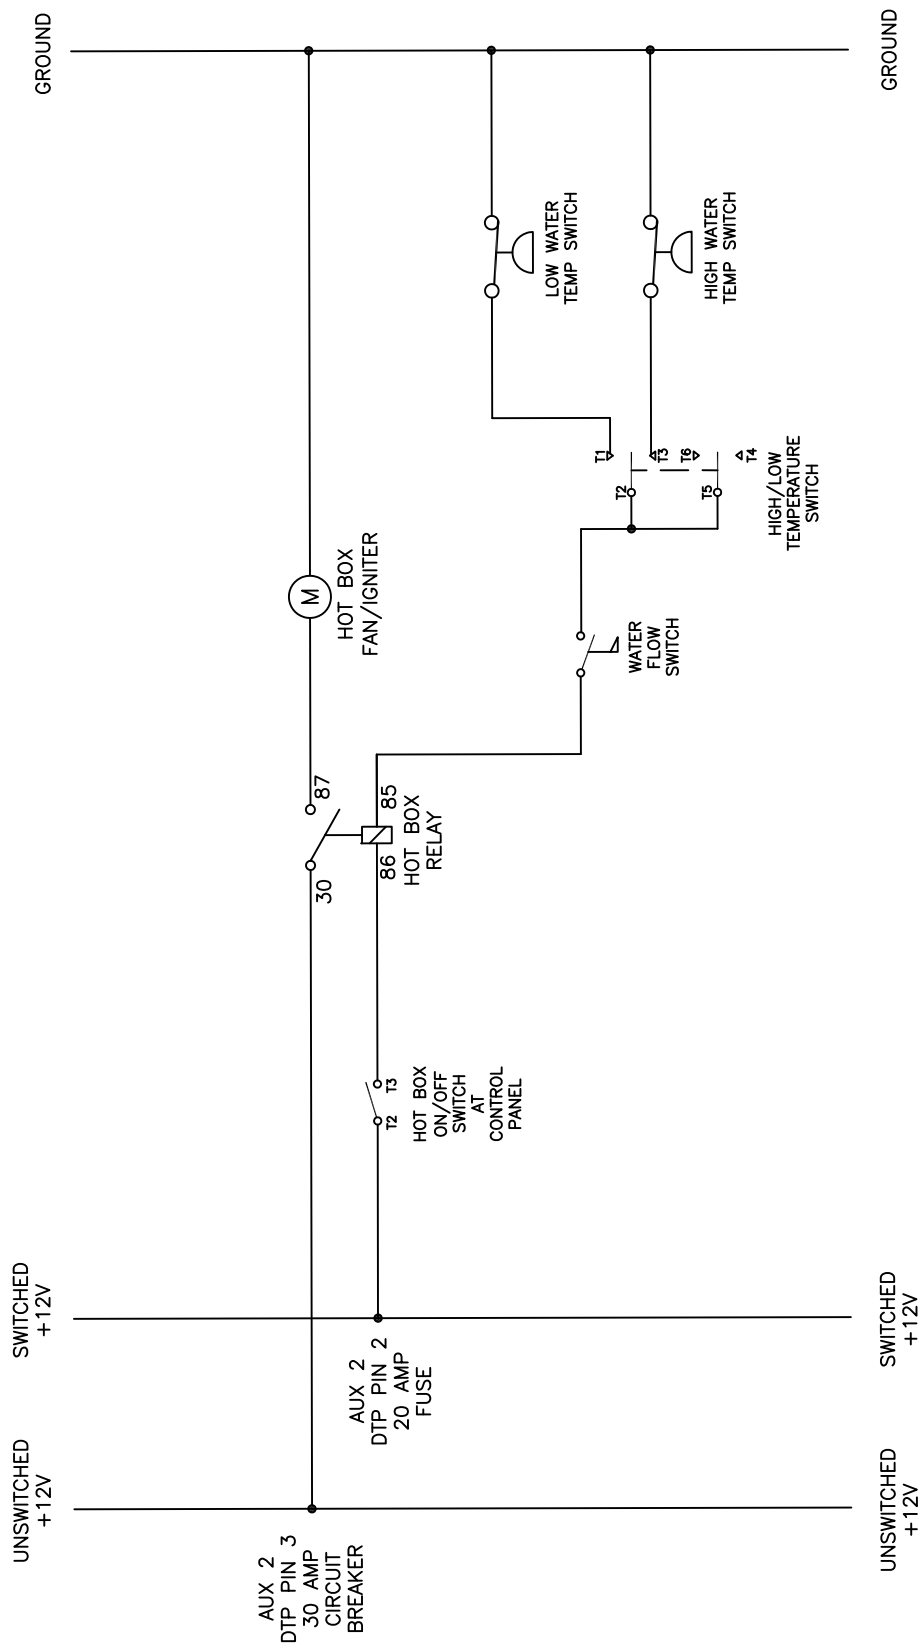 UNSWITCHED
+12V
SWITCHED
+12V
GROUND
AUX 2
DTP PIN 3
30 AMP
CIRCUIT
BREAKER
30
87
M
HOT BOX
FAN/IGNITER
AUX 2
DTP PIN 2
20 AMP
FUSE
T2
T3
HOT BOX
ON/OFF
SWITCH
AT
CONTROL
PANEL
86
85
HOT BOX
RELAY
LOW WATER
TEMP SWITCH
WATER
FLOW
SWITCH
T1
T2
T3
T6
T5
T4
HIGH/LOW
TEMPERATURE
SWITCH
HIGH WATER
TEMP SWITCH
UNSWITCHED
+12V
SWITCHED
+12V
GROUND